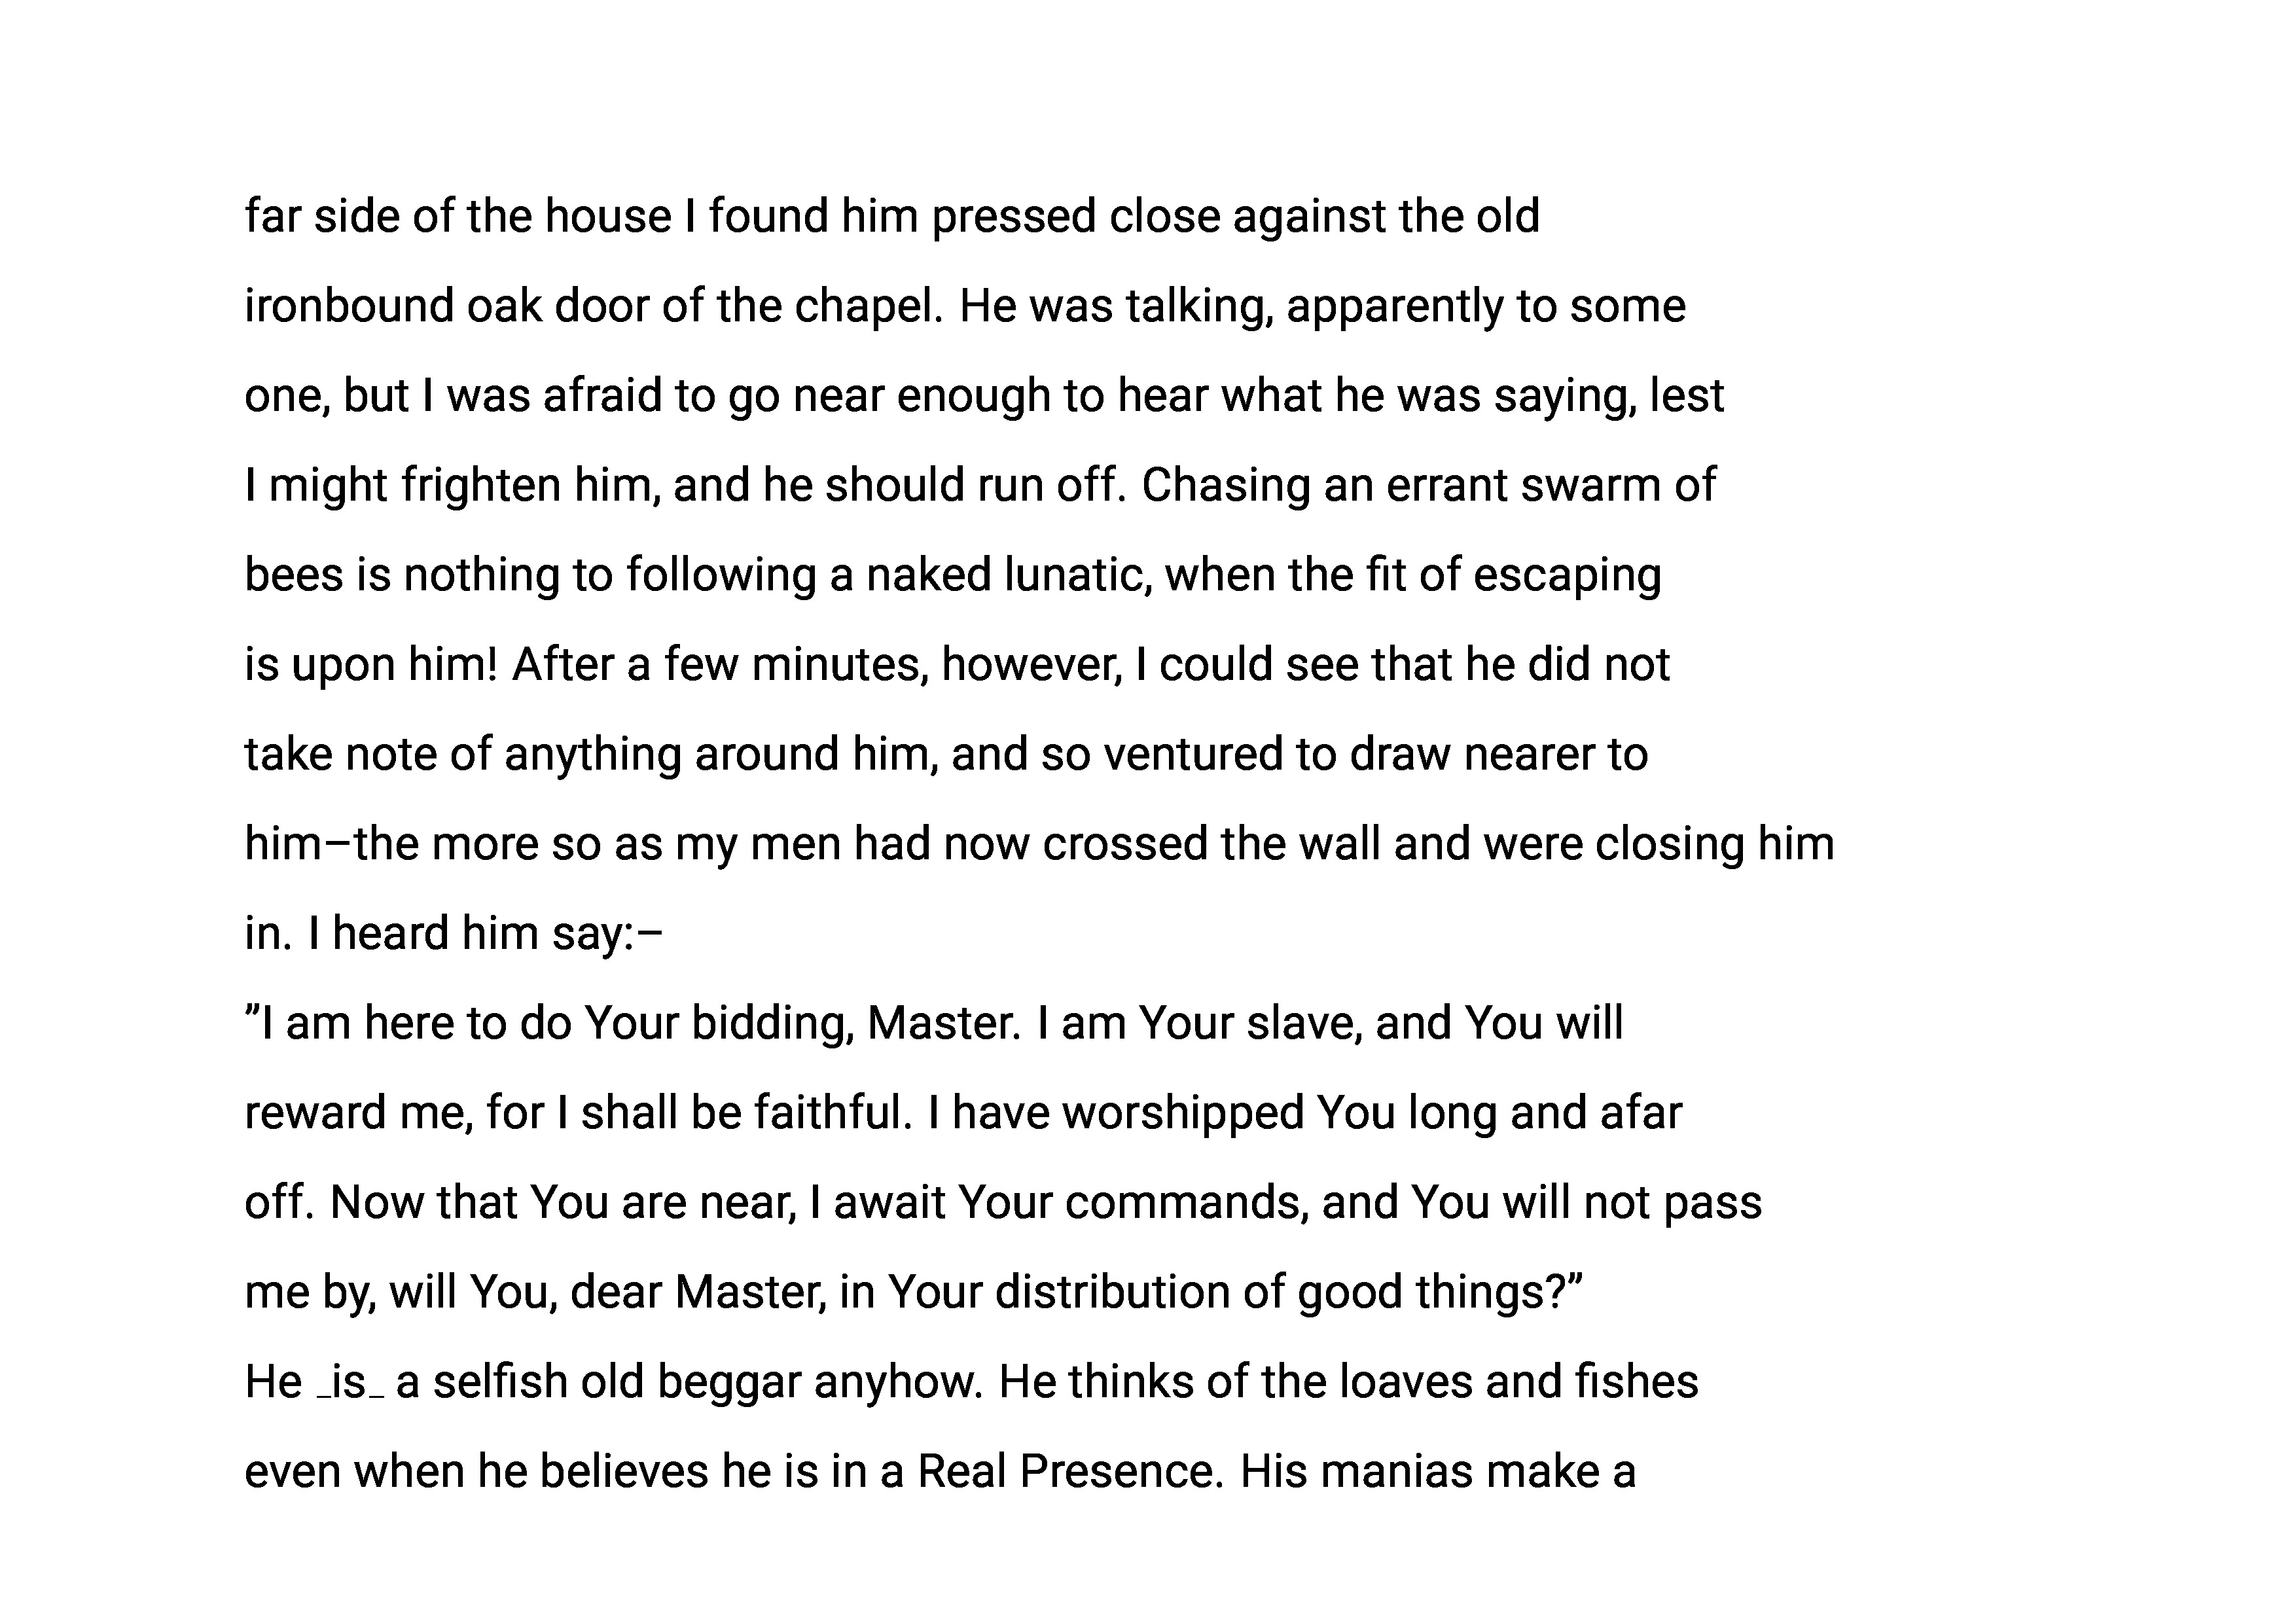 far side of the house I found him pressed close against the old
ironbound oak door of the chapel. He was talking, apparently to some
one, but I was afraid to go near enough to hear what he was saying, lest
I might frighten him, and he should run off. Chasing an errant swarm of
bees is nothing to following a naked lunatic, when the fit of escaping
is upon him! After a few minutes, however, I could see that he did not
take note of anything around him, and so ventured to draw nearer to
him–the more so as my men had now crossed the wall and were closing him
in. I heard him say:–
”I am here to do Your bidding, Master. I am Your slave, and You will
reward me, for I shall be faithful. I have worshipped You long and afar
off. Now that You are near, I await Your commands, and You will not pass
me by, will You, dear Master, in Your distribution of good things?”
He _is_ a selfish old beggar anyhow. He thinks of the loaves and fishes
even when he believes he is in a Real Presence. His manias make a